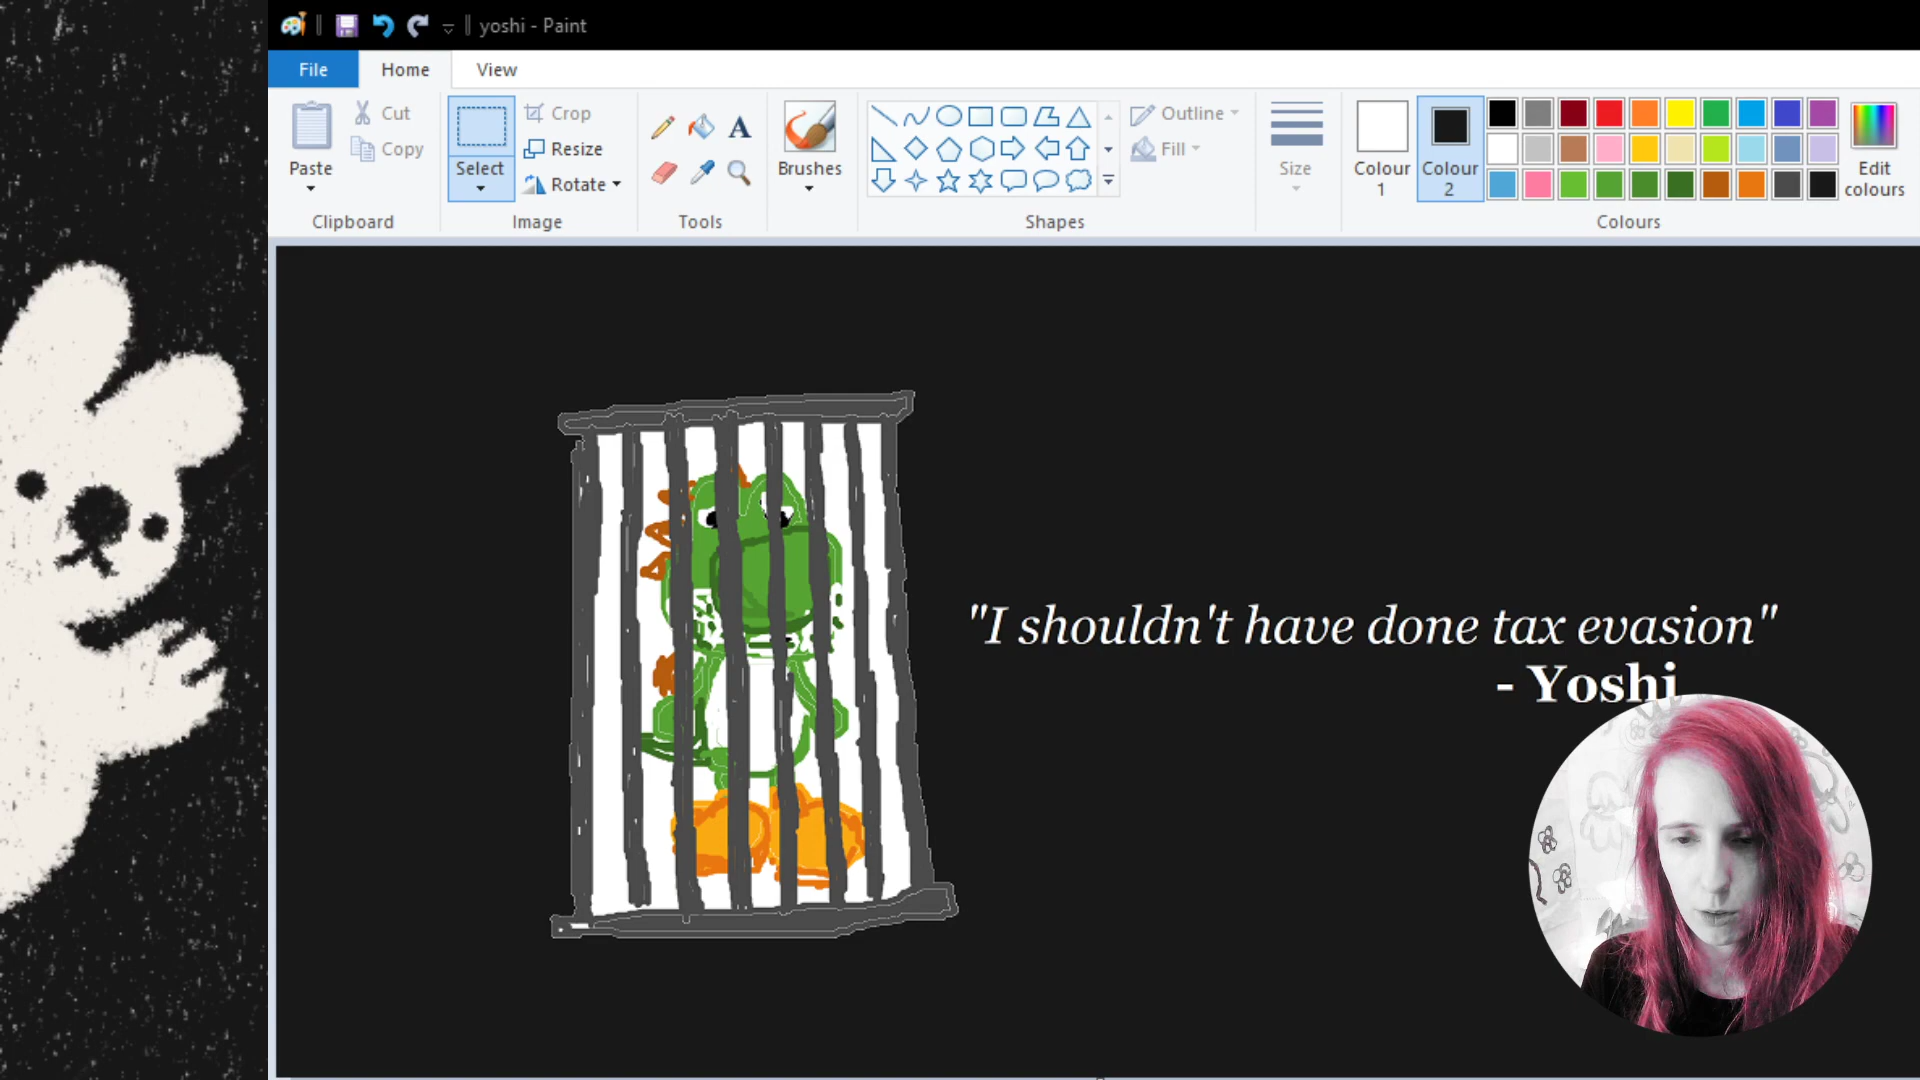 yoshi - Paint
File Home View
Paste
Cut
Copy
Clipboard
Select
Crop
Resize
Rotate
Image
A
Tools
Brushes
Shapes
Outline
Fill
Size
Colour 1
Colour 2
Edit colours
Colours
"I shouldn't have done tax evasion"
- Yoshi